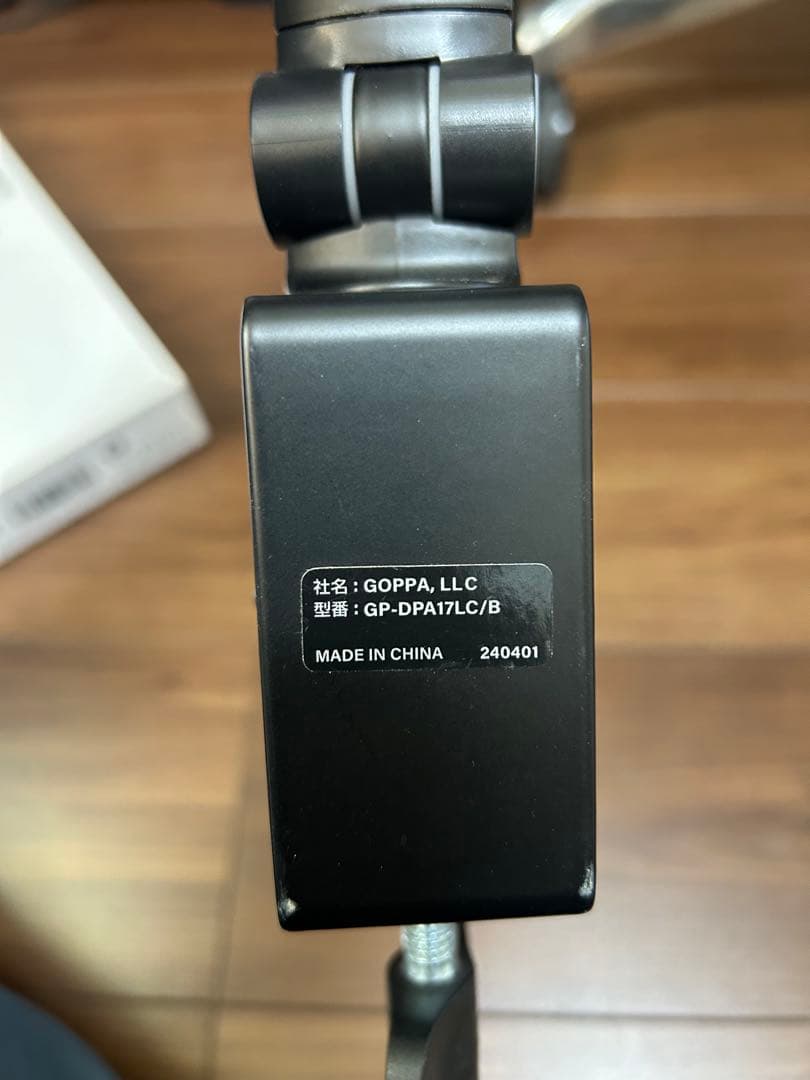 社名：GOPPA, LLC
型番：GP-DPA17LC/B
MADE IN CHINA 240401